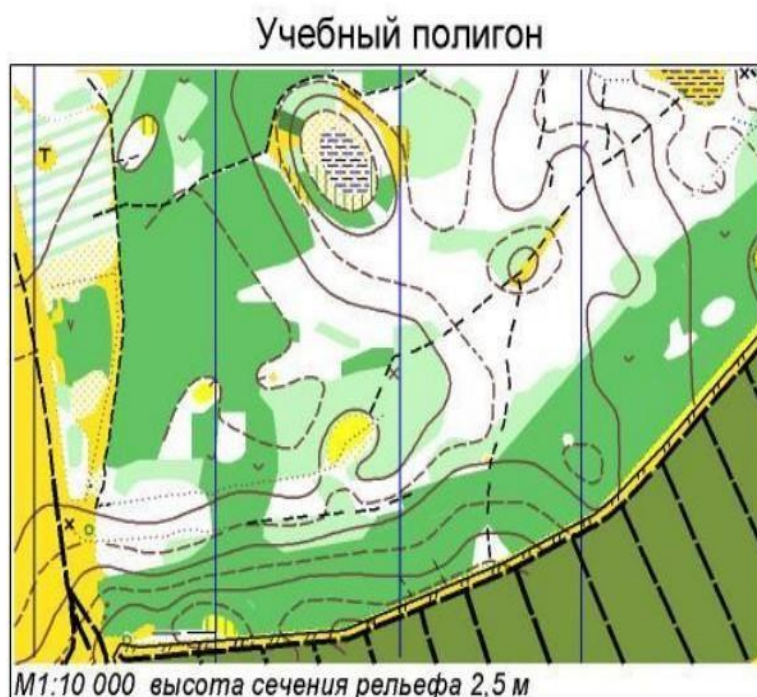 Учебный полигон
Т
М1:10 000 высота сечения рельефа 2,5 м